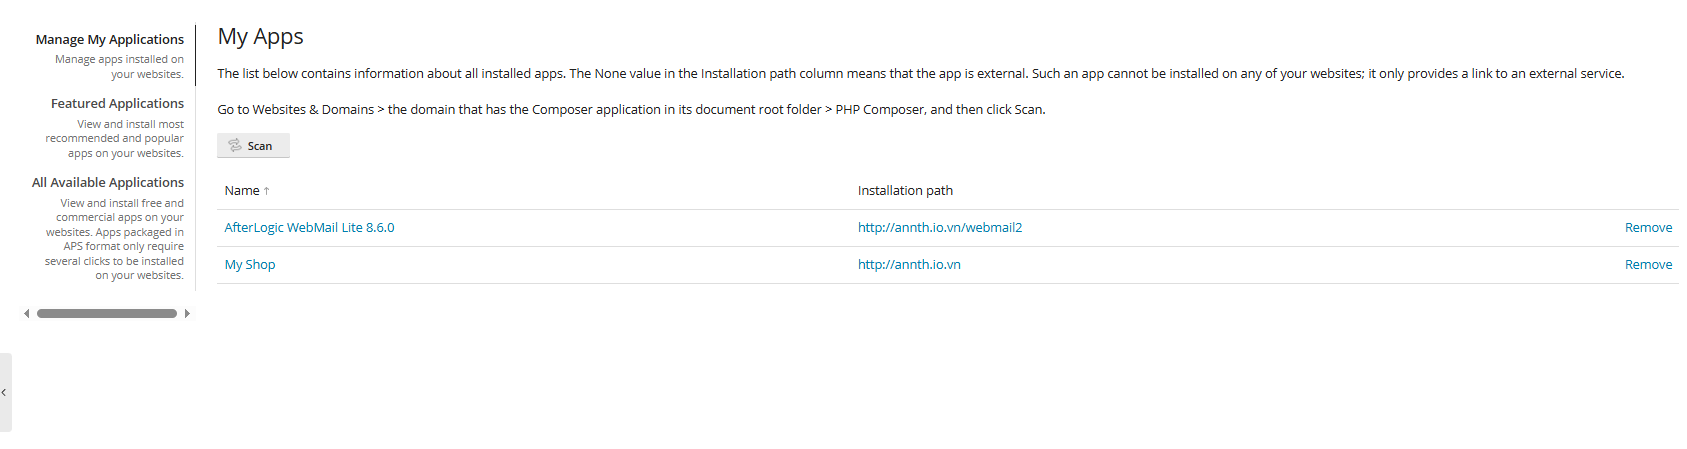 Manage My Applications
Manage apps installed on
your websites.
Featured Applications
View and install most
recommended and popular
apps on your websites.
All Available Applications
View and install free and
commercial apps on your
websites. Apps packaged in
APS format only require
several clicks to be installed
on your websites.
My Apps
The list below contains information about all installed apps. The None value in the Installation path column means that the app is external. Such an app cannot be installed on any of your websites; it only provides a link to an external service.
Go to Websites & Domains > the domain that has the Composer application in its document root folder > PHP Composer, and then click Scan.
Scan
Name ↑ Installation path
AfterLogic WebMail Lite 8.6.0 http://annth.io.vn/webmail2 Remove
My Shop http://annth.io.vn Remove